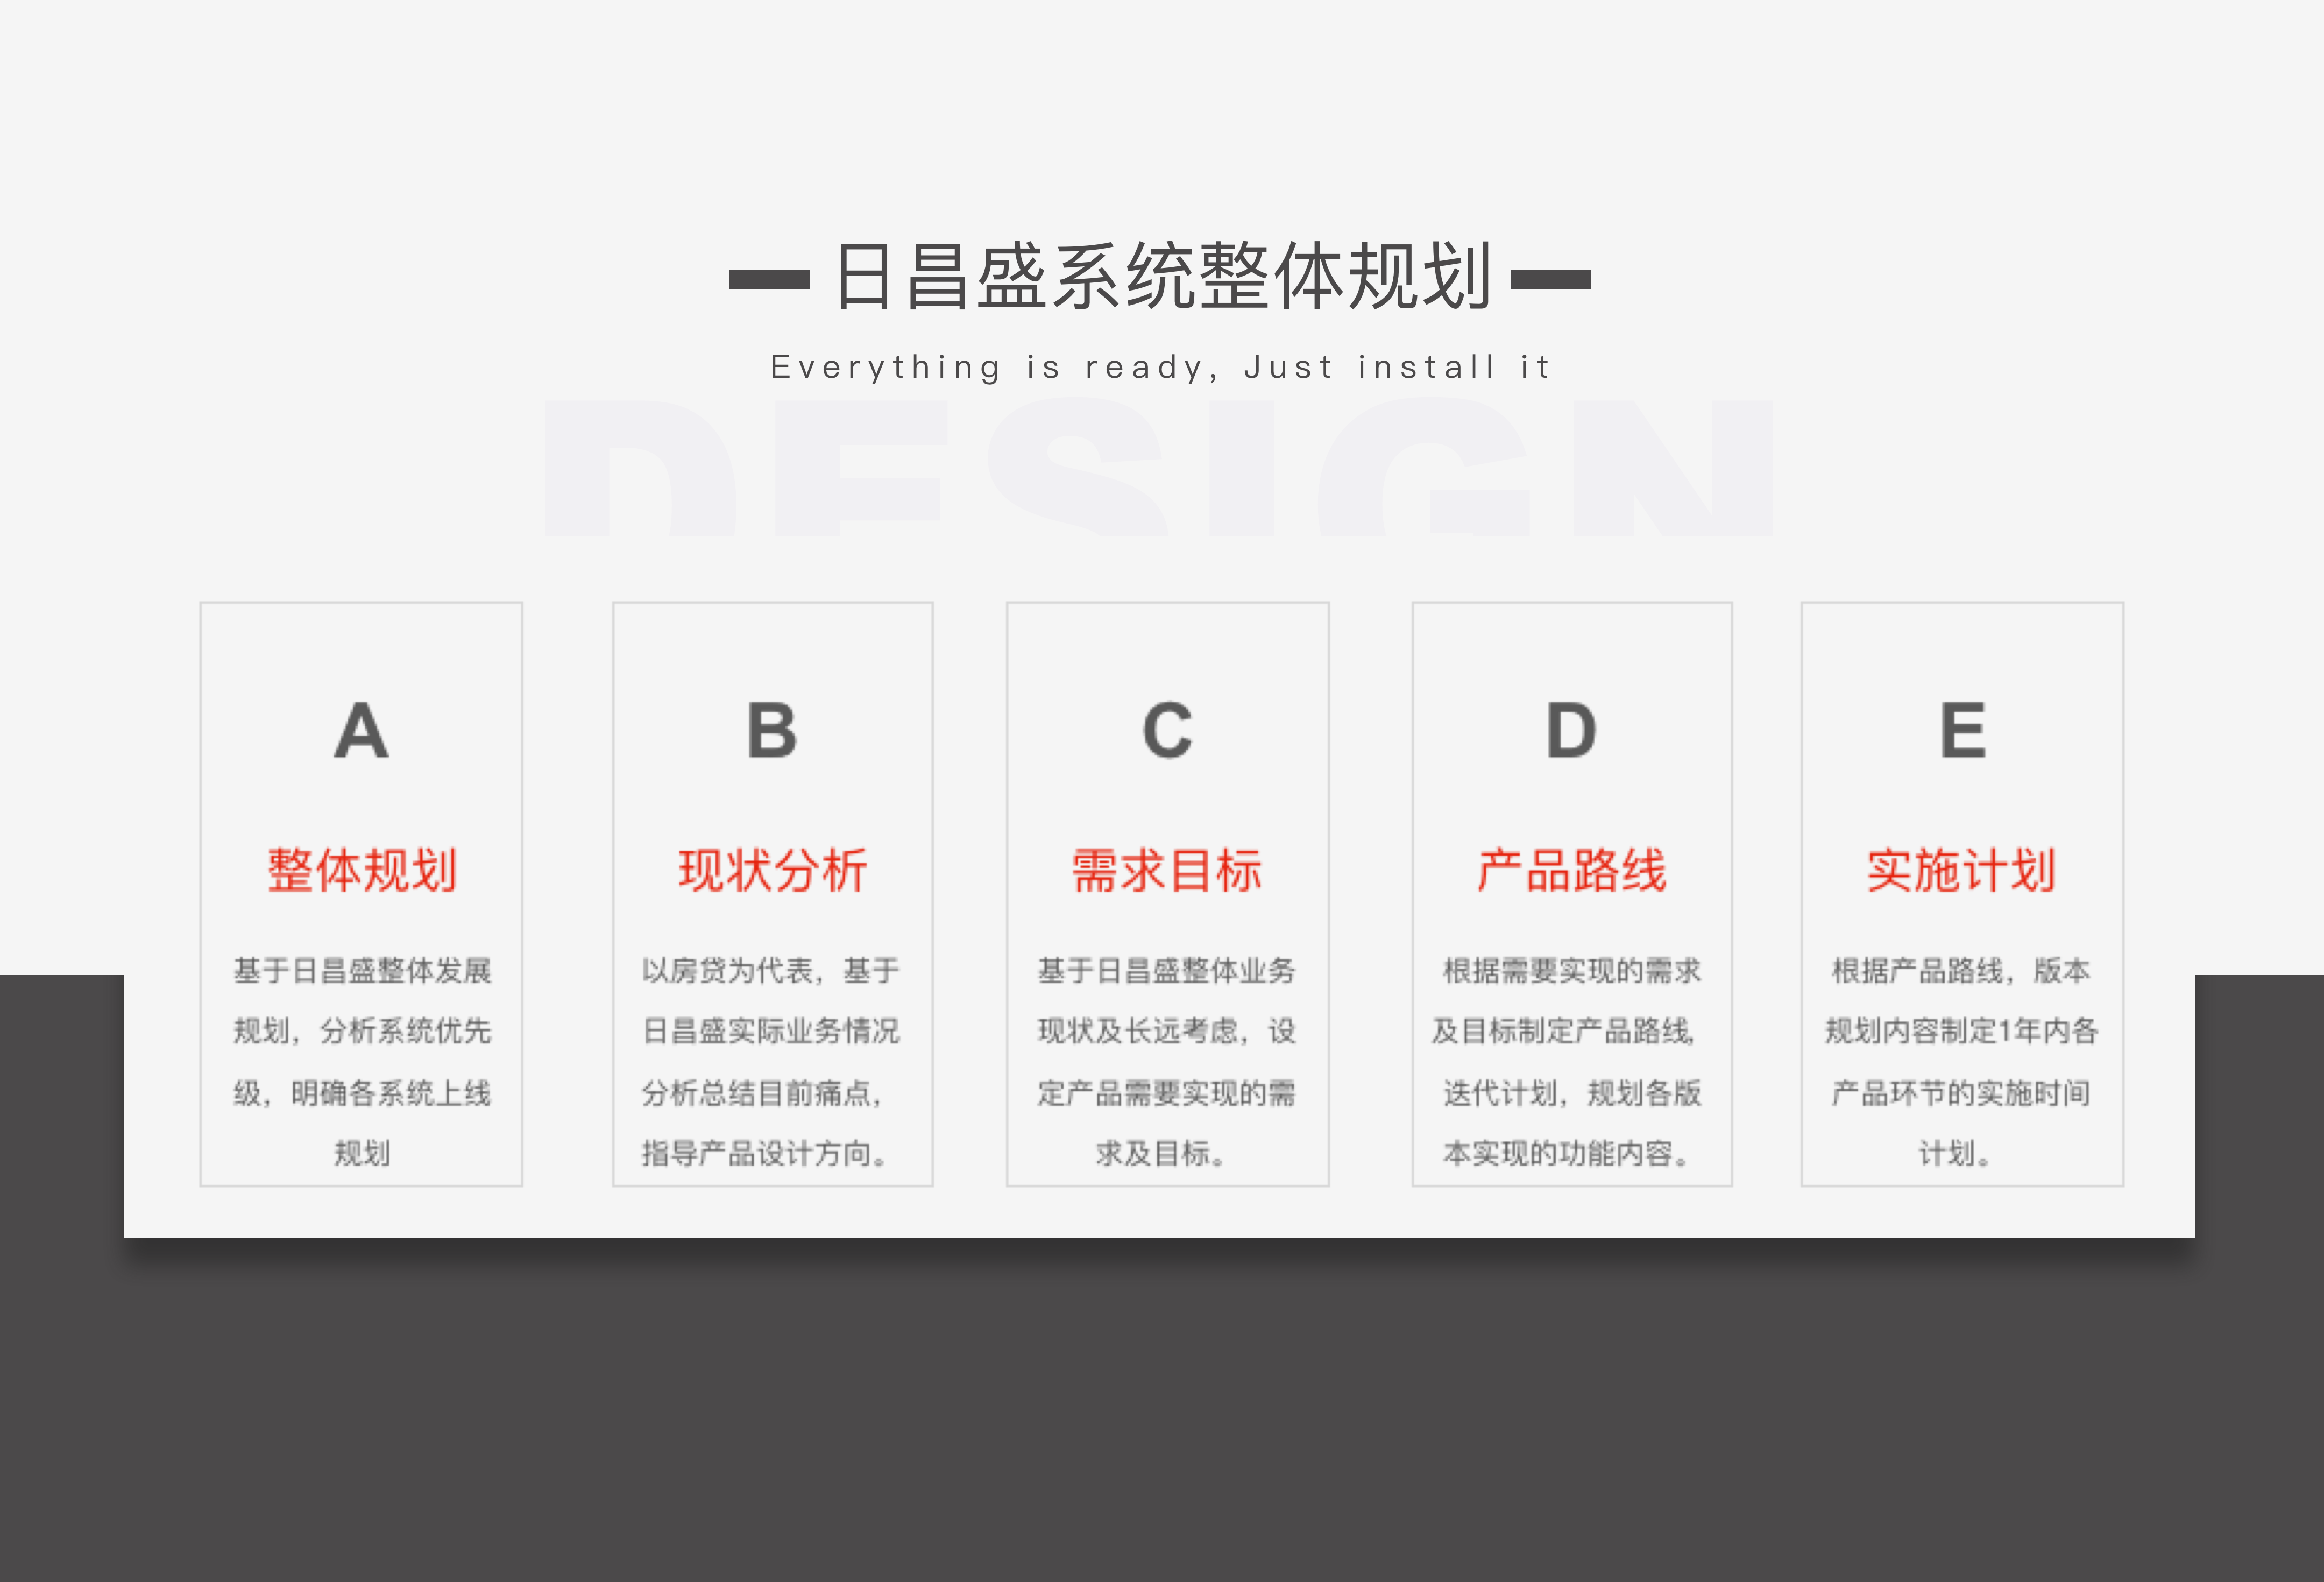 日昌盛系统整体规划
Everything is ready, Just install it
DESIGN
A
整体规划
基于日昌盛整体发展
规划，分析系统优先
级，明确各系统上线
规划
B
现状分析
以房贷为代表，基于
日昌盛实际业务情况
分析总结目前痛点，
指导产品设计方向。
C
需求目标
基于日昌盛整体业务
现状及长远考虑，设
定产品需要实现的需
求及目标。
D
产品路线
根据需要实现的需求
及目标制定产品路线,
迭代计划，规划各版
本实现的功能内容。
E
实施计划
根据产品路线，版本
规划内容制定1年内各
产品环节的实施时间
计划。